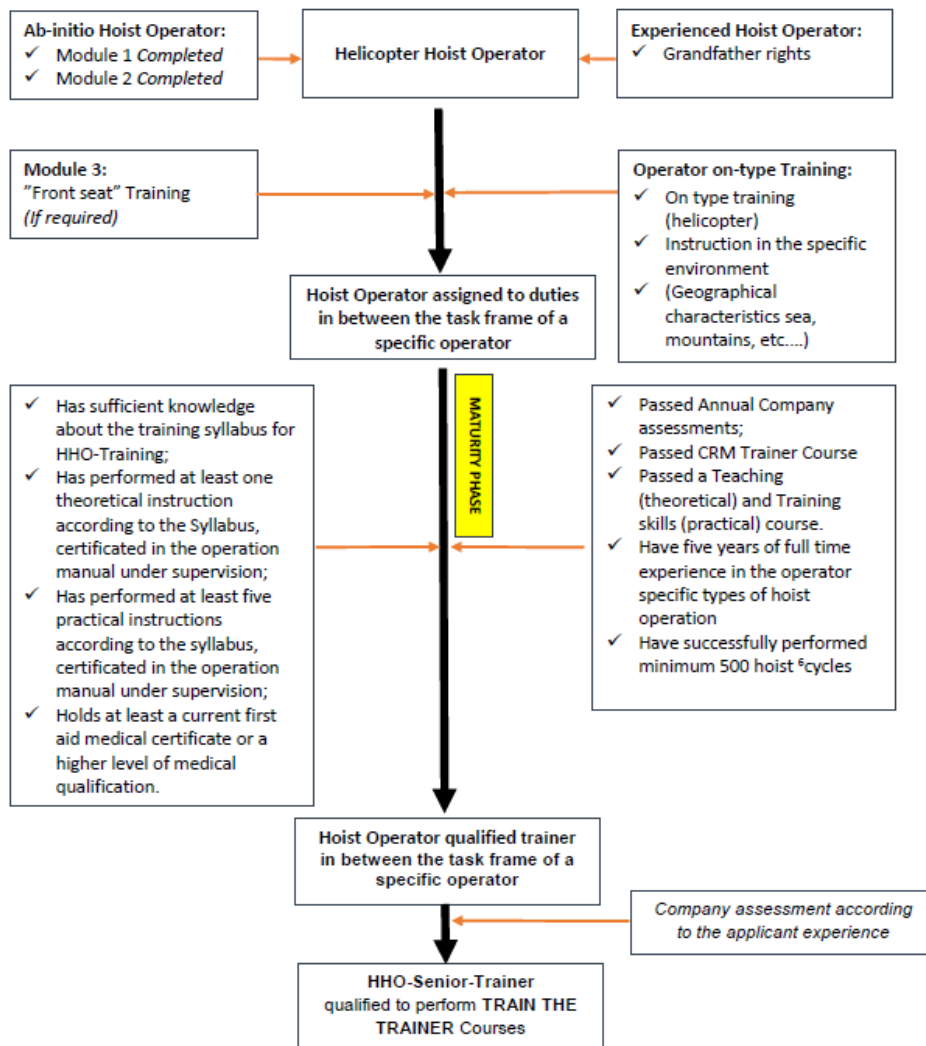 Ab-initio Hoist Operator:
✓ Module 1 Completed
✓ Module 2 Completed
Helicopter Hoist Operator
Experienced Hoist Operator:
✓ Grandfather rights
Module 3:
”Front seat” Training
(If required)
Operator on-type Training:
✓ On type training
(helicopter)
✓ Instruction in the specific
environment
✓ (Geographical
characteristics sea,
mountains, etc....)
Hoist Operator assigned to duties
in between the task frame of a
specific operator
MATURITY PHASE
✓ Has sufficient knowledge
about the training syllabus for
HHO-Training;
✓ Has performed at least one
theoretical instruction
according to the Syllabus,
certificated in the operation
manual under supervision;
✓ Has performed at least five
practical instructions
according to the syllabus,
certificated in the operation
manual under supervision;
✓ Holds at least a current first
aid medical certificate or a
higher level of medical
qualification.
✓ Passed Annual Company
assessments;
✓ Passed CRM Trainer Course
✓ Passed a Teaching
(theoretical) and Training
skills (practical) course.
✓ Have five years of full time
experience in the operator
specific types of hoist
operation
✓ Have successfully performed
minimum 500 hoist ⁶cycles
Hoist Operator qualified trainer
in between the task frame of a
specific operator
Company assessment according
to the applicant experience
HHO-Senior-Trainer
qualified to perform TRAIN THE
TRAINER Courses